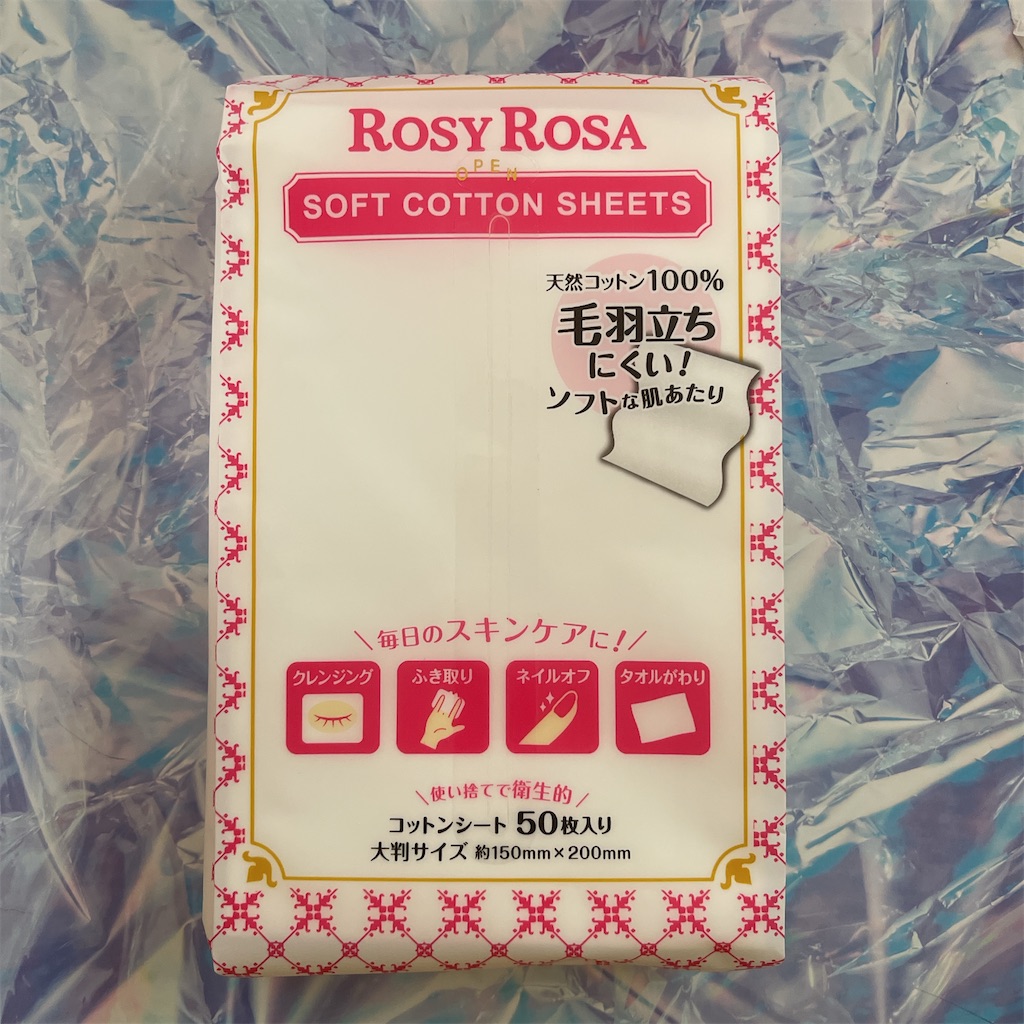 ROSY ROSA
OPEN
SOFT COTTON SHEETS
天然コットン100%
毛羽立ち
にくい!
ソフトな肌あたり
\毎日のスキンケアに!/
クレンジング
ふき取り
ネイルオフ
タオルがわり
\使い捨てで衛生的/
コットンシート 50枚入り
大判サイズ 約150mm×200mm